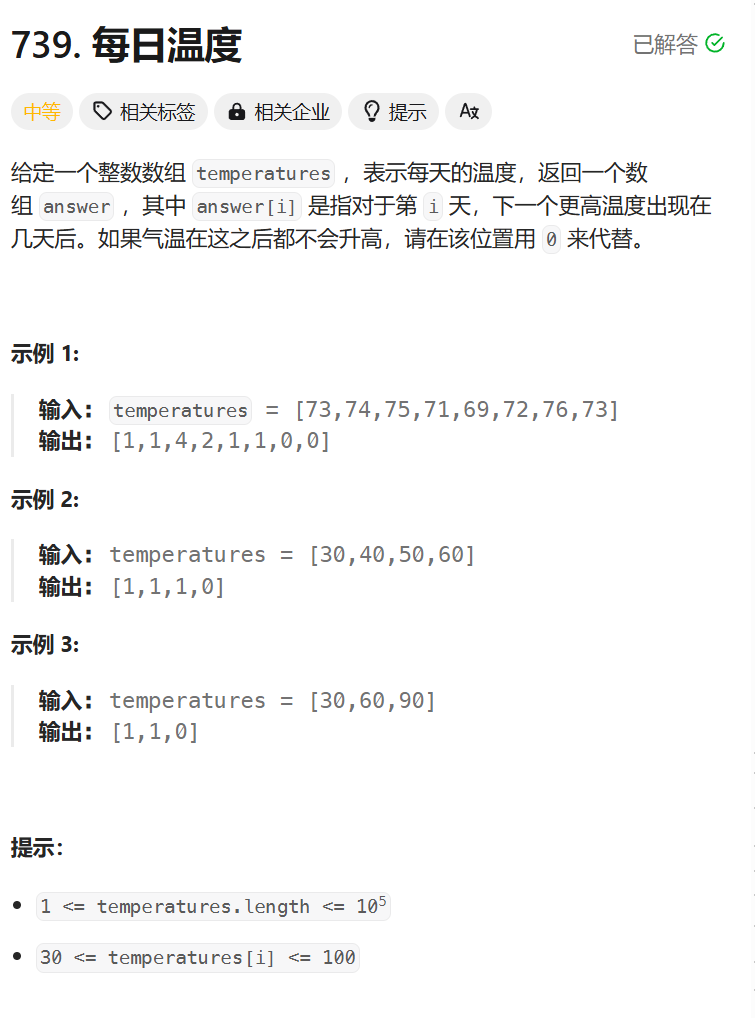 739. 每日温度
已解答
中等 相关标签 相关企业 提示
给定一个整数数组 temperatures ，表示每天的温度，返回一个数
组 answer ，其中 answer[i] 是指对于第 i 天，下一个更高温度出现在
几天后。如果气温在这之后都不会升高，请在该位置用 0 来代替。
示例 1:
输入: temperatures = [73,74,75,71,69,72,76,73]
输出: [1,1,4,2,1,1,0,0]
示例 2:
输入: temperatures = [30,40,50,60]
输出: [1,1,1,0]
示例 3:
输入: temperatures = [30,60,90]
输出: [1,1,0]
提示：
1 <= temperatures.length <= 10⁵
30 <= temperatures[i] <= 100